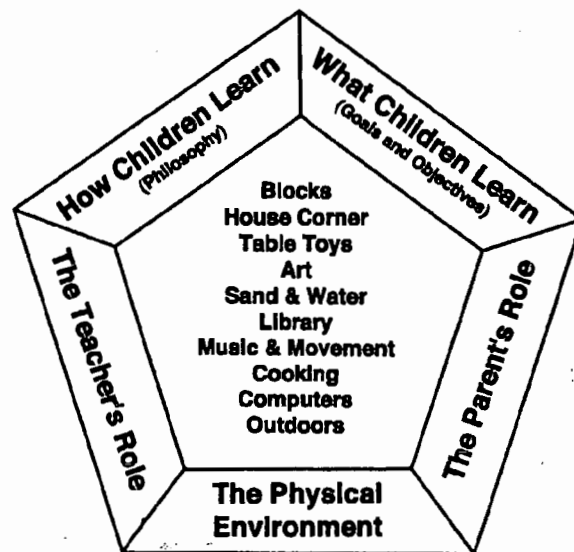 How Children Learn
(Philosophy)
What Children Learn
(Goals and Objectives)
Blocks
House Corner
Table Toys
Art
Sand & Water
Library
Music & Movement
Cooking
Computers
Outdoors
The Teacher's Role
The Parent's Role
The Physical
Environment